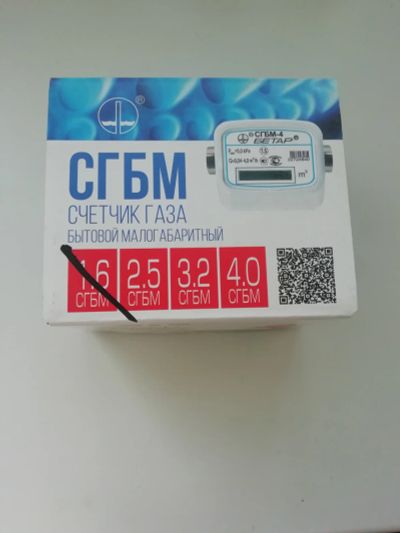 ®
СГБМ-4
БЕТАР®
m³
СГБМ
СЧЕТЧИК ГАЗА
БЫТОВОЙ МАЛОГАБАРИТНЫЙ
1.6 2.5 3.2 4.0
СГБМ СГБМ СГБМ СГБМ